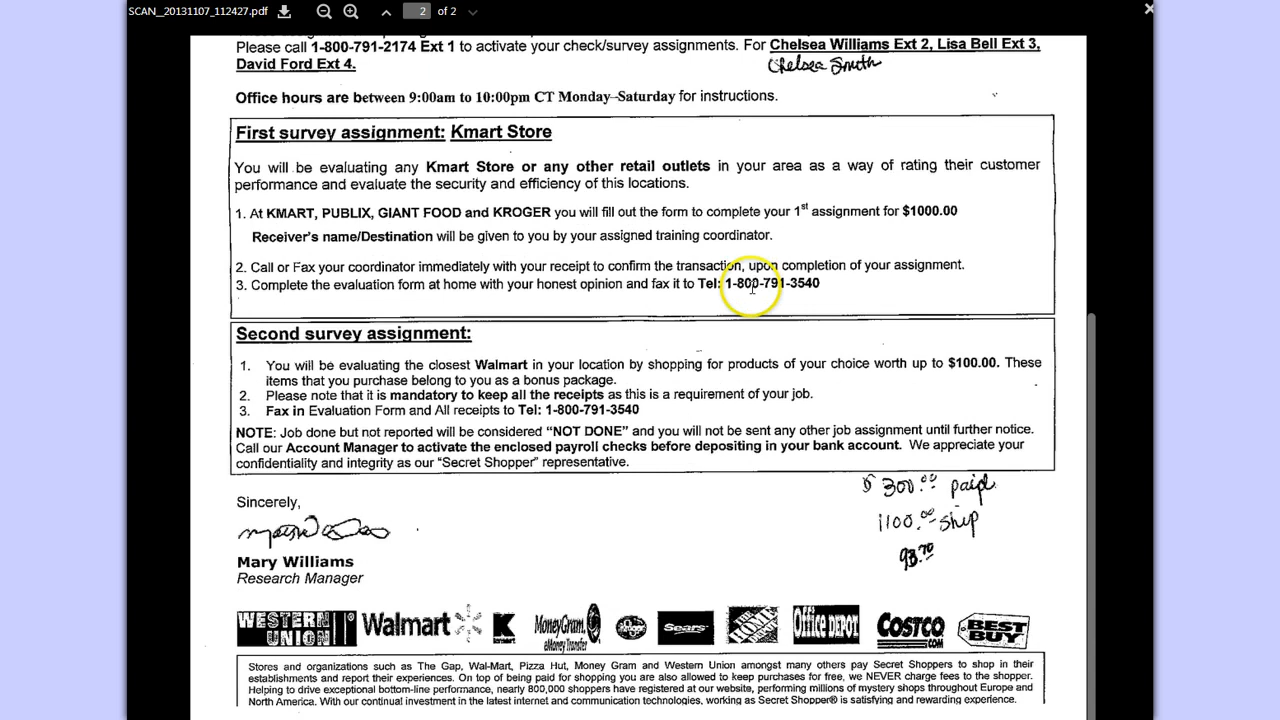 SCAN_20131107_112427.pdf
2 of 2
Please call 1-800-791-2174 Ext 1 to activate your check/survey assignments. For Chelsea Williams Ext 2, Lisa Bell Ext 3,
David Ford Ext 4.
Chelsea Smith
Office hours are between 9:00am to 10:00pm CT Monday–Saturday for instructions.
First survey assignment: Kmart Store
You will be evaluating any Kmart Store or any other retail outlets in your area as a way of rating their customer
performance and evaluate the security and efficiency of this locations.
1. At KMART, PUBLIX, GIANT FOOD and KROGER you will fill out the form to complete your 1st assignment for $1000.00
Receiver's name/Destination will be given to you by your assigned training coordinator.
2. Call or Fax your coordinator immediately with your receipt to confirm the transaction, upon completion of your assignment.
3. Complete the evaluation form at home with your honest opinion and fax it to Tel: 1-800-791-3540
Second survey assignment:
1. You will be evaluating the closest Walmart in your location by shopping for products of your choice worth up to $100.00. These
items that you purchase belong to you as a bonus package.
2. Please note that it is mandatory to keep all the receipts as this is a requirement of your job.
3. Fax in Evaluation Form and All receipts to Tel: 1-800-791-3540
NOTE: Job done but not reported will be considered “NOT DONE” and you will not be sent any other job assignment until further notice.
Call our Account Manager to activate the enclosed payroll checks before depositing in your bank account. We appreciate your
confidentiality and integrity as our “Secret Shopper” representative.
$ 300.00 paid
1100.00 ship
93.70
Sincerely,
Mary Williams
Research Manager
WESTERN UNION Walmart K MoneyGram eMoney Transfer Kroger Sears THE HOME Office DEPOT COSTCO .COM BEST BUY
Stores and organizations such as The Gap, Wal-Mart, Pizza Hut, Money Gram and Western Union amongst many others pay Secret Shoppers to shop in their
establishments and report their experiences. On top of being paid for shopping you are also allowed to keep purchases for free, we NEVER charge fees to the shopper.
Helping to drive exceptional bottom-line performance, nearly 800,000 shoppers have registered at our website, performing millions of mystery shops throughout Europe and
North America. With our continual investment in the latest internet and communication technologies, working as Secret Shopper® is satisfying and rewarding experience.